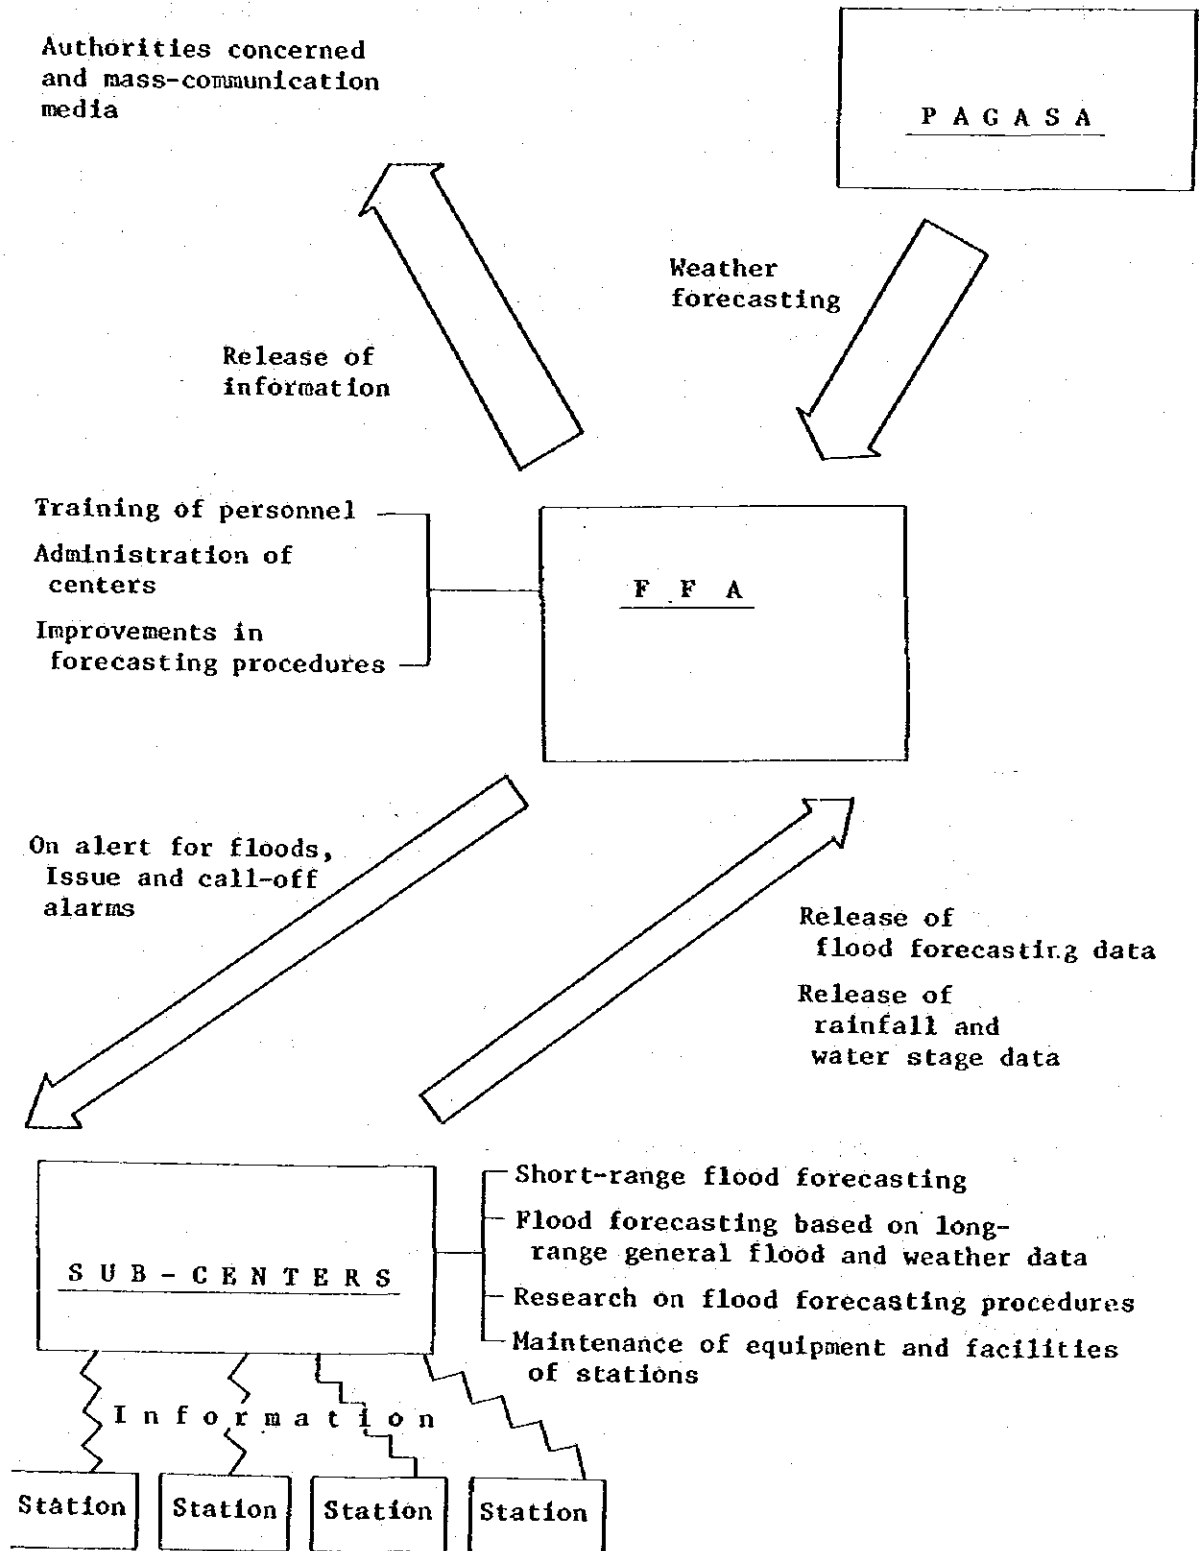 Authorities concerned
and mass-communication
media
P A G A S A
Weather
forecasting
Release of
information
Training of personnel
Administration of
centers
Improvements in
forecasting procedures
F F A
On alert for floods,
Issue and call-off
alarms
Release of
flood forecasting data
Release of
rainfall and
water stage data
S U B - C E N T E R S
Short-range flood forecasting
Flood forecasting based on long-
range general flood and weather data
Research on flood forecasting procedures
Maintenance of equipment and facilities
of stations
I n f o r m a t i o n
Station
Station
Station
Station